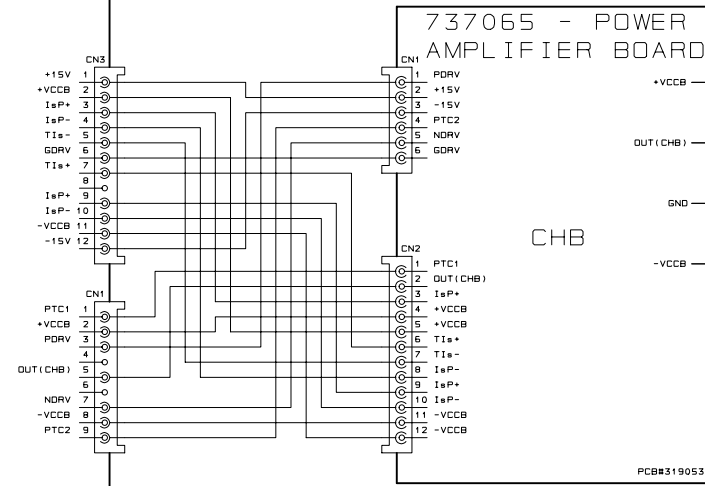 737065 - POWER
AMPLIFIER BOARD
CN3
+15V 1
+VCCB 2
IsP+ 3
IsP- 4
TIs- 5
GDRV 6
TIs+ 7
8
IsP+ 9
IsP- 10
-VCCB 11
-15V 12
CN1
PTC1 1
+VCCB 2
PDRV 3
4
OUT(CHB) 5
6
NDRV 7
-VCCB 8
PTC2 9
CN1
1 PDRV
2 +15V
3 -15V
4 PTC2
5 NDRV
6 GDRV
CN2
1 PTC1
2 OUT(CHB)
3 IsP+
4 +VCCB
5 +VCCB
6 TIs+
7 TIs-
8 IsP-
9 IsP+
10 IsP-
11 -VCCB
12 -VCCB
CHB
+VCCB
OUT(CHB)
GND
-VCCB
PCB#319053